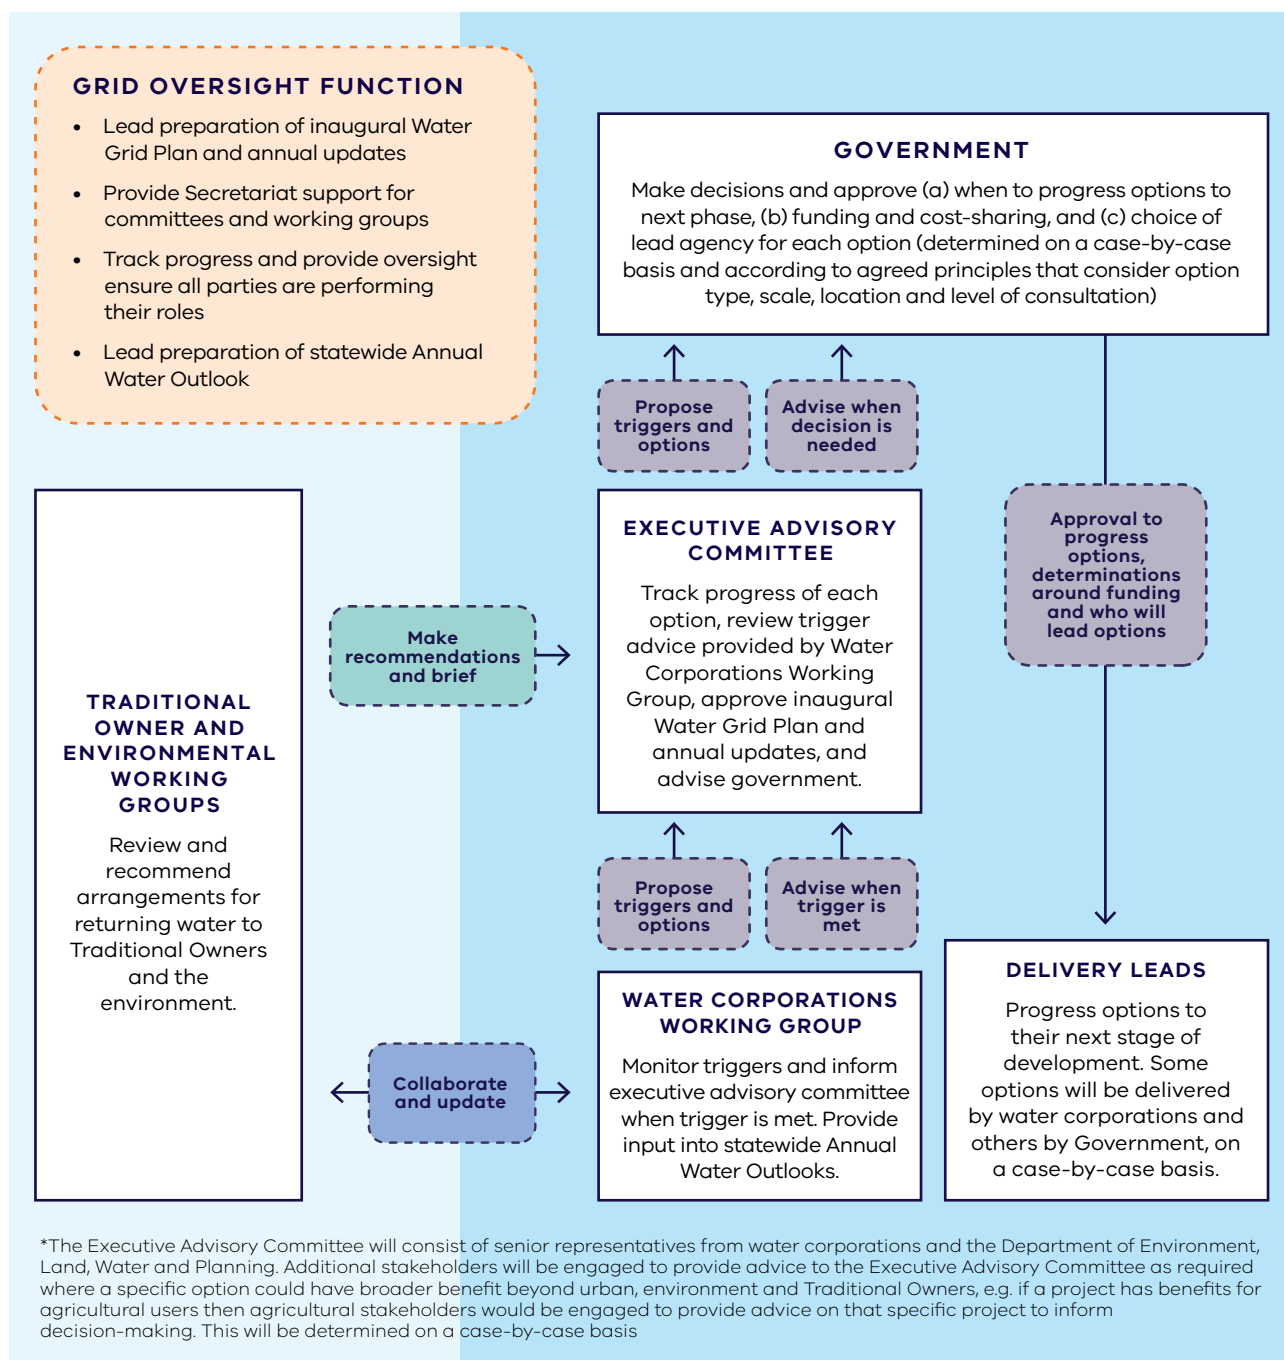 GRID OVERSIGHT FUNCTION
• Lead preparation of inaugural Water
Grid Plan and annual updates
• Provide Secretariat support for
committees and working groups
• Track progress and provide oversight
ensure all parties are performing
their roles
• Lead preparation of statewide Annual
Water Outlook
GOVERNMENT
Make decisions and approve (a) when to progress options to
next phase, (b) funding and cost-sharing, and (c) choice of
lead agency for each option (determined on a case-by-case
basis and according to agreed principles that consider option
type, scale, location and level of consultation)
Propose
triggers and
options
Advise when
decision is
needed
Approval to
progress
options,
determinations
around funding
and who will
lead options
EXECUTIVE ADVISORY
COMMITTEE
Track progress of each
option, review trigger
advice provided by Water
Corporations Working
Group, approve inaugural
Water Grid Plan and
annual updates, and
advise government.
Make
recommendations
and brief
TRADITIONAL
OWNER AND
ENVIRONMENTAL
WORKING
GROUPS
Review and
recommend
arrangements for
returning water to
Traditional Owners
and the
environment.
Propose
triggers and
options
Advise when
trigger is
met
WATER CORPORATIONS
WORKING GROUP
Monitor triggers and inform
executive advisory committee
when trigger is met. Provide
input into statewide Annual
Water Outlooks.
Collaborate
and update
DELIVERY LEADS
Progress options to
their next stage of
development. Some
options will be delivered
by water corporations and
others by Government, on
a case-by-case basis.
*The Executive Advisory Committee will consist of senior representatives from water corporations and the Department of Environment,
Land, Water and Planning. Additional stakeholders will be engaged to provide advice to the Executive Advisory Committee as required
where a specific option could have broader benefit beyond urban, environment and Traditional Owners, e.g. if a project has benefits for
agricultural users then agricultural stakeholders would be engaged to provide advice on that specific project to inform
decision-making. This will be determined on a case-by-case basis